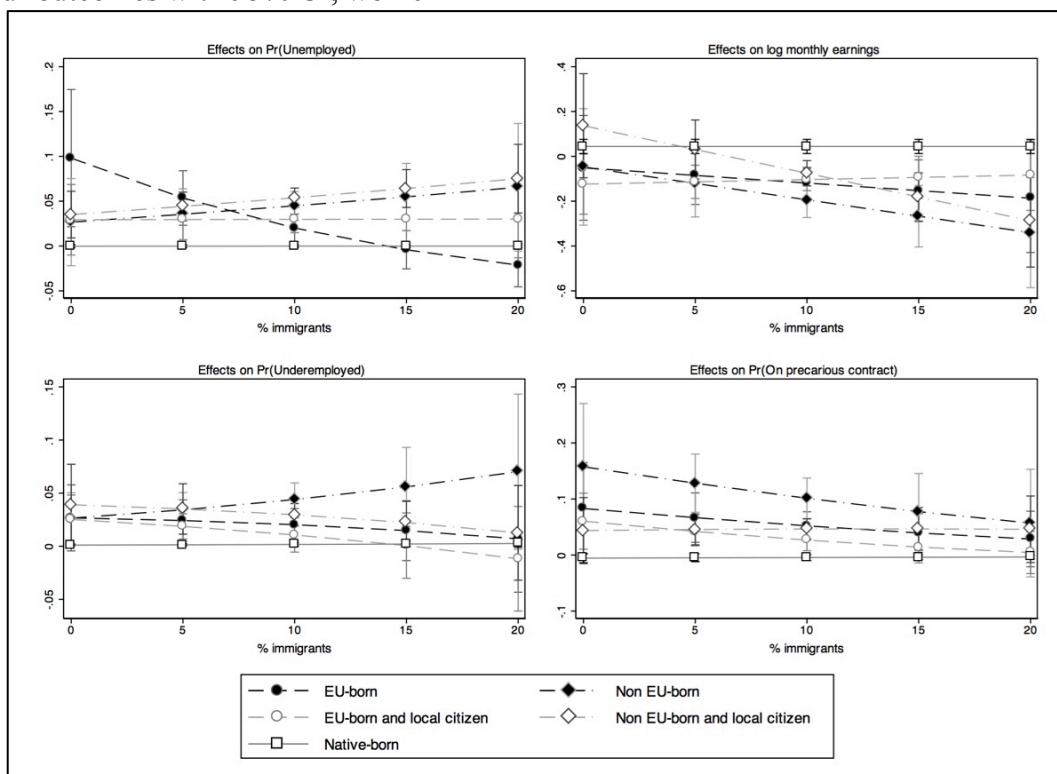 Effects on Pr(Unemployed)
.2
.15
.1
.05
0
-.05
0 5 10 15 20
% immigrants
Effects on log monthly earnings
.4
.2
0
-.2
-.4
-.6
0 5 10 15 20
% immigrants
Effects on Pr(Underemployed)
.15
.1
.05
0
-.05
0 5 10 15 20
% immigrants
Effects on Pr(On precarious contract)
.3
.2
.1
0
-.1
0 5 10 15 20
% immigrants
EU-born
Non EU-born
EU-born and local citizen
Non EU-born and local citizen
Native-born